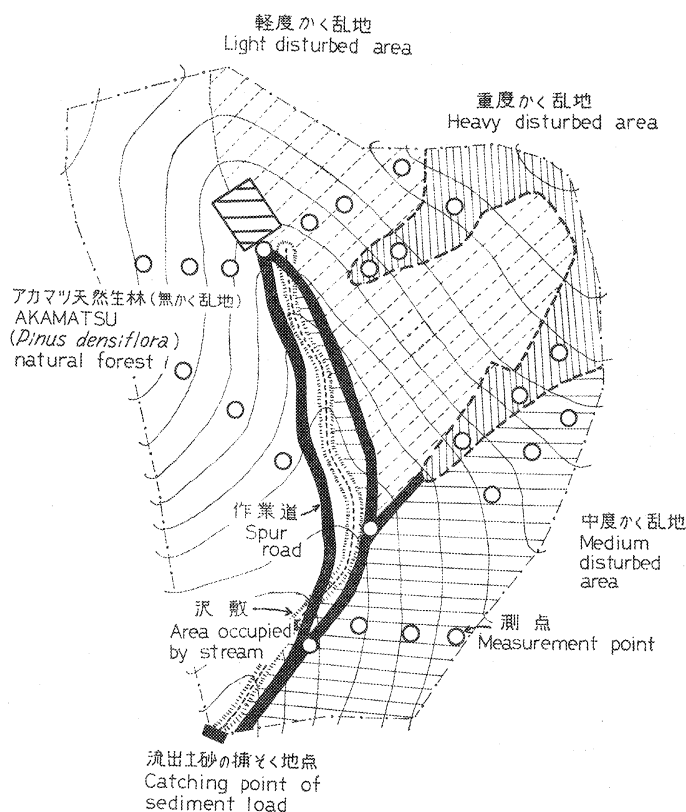 軽度かく乱地
Light disturbed area
重度かく乱地
Heavy disturbed area
アカマツ天然生林(無かく乱地)
AKAMATSU
(Pinus densiflora)
natural forest
作業道
Spur
road
中度かく乱地
Medium
disturbed
area
沢敷
Area occupied
by stream
測点
Measurement point
流出土砂の捕そく地点
Catching point of
sediment load